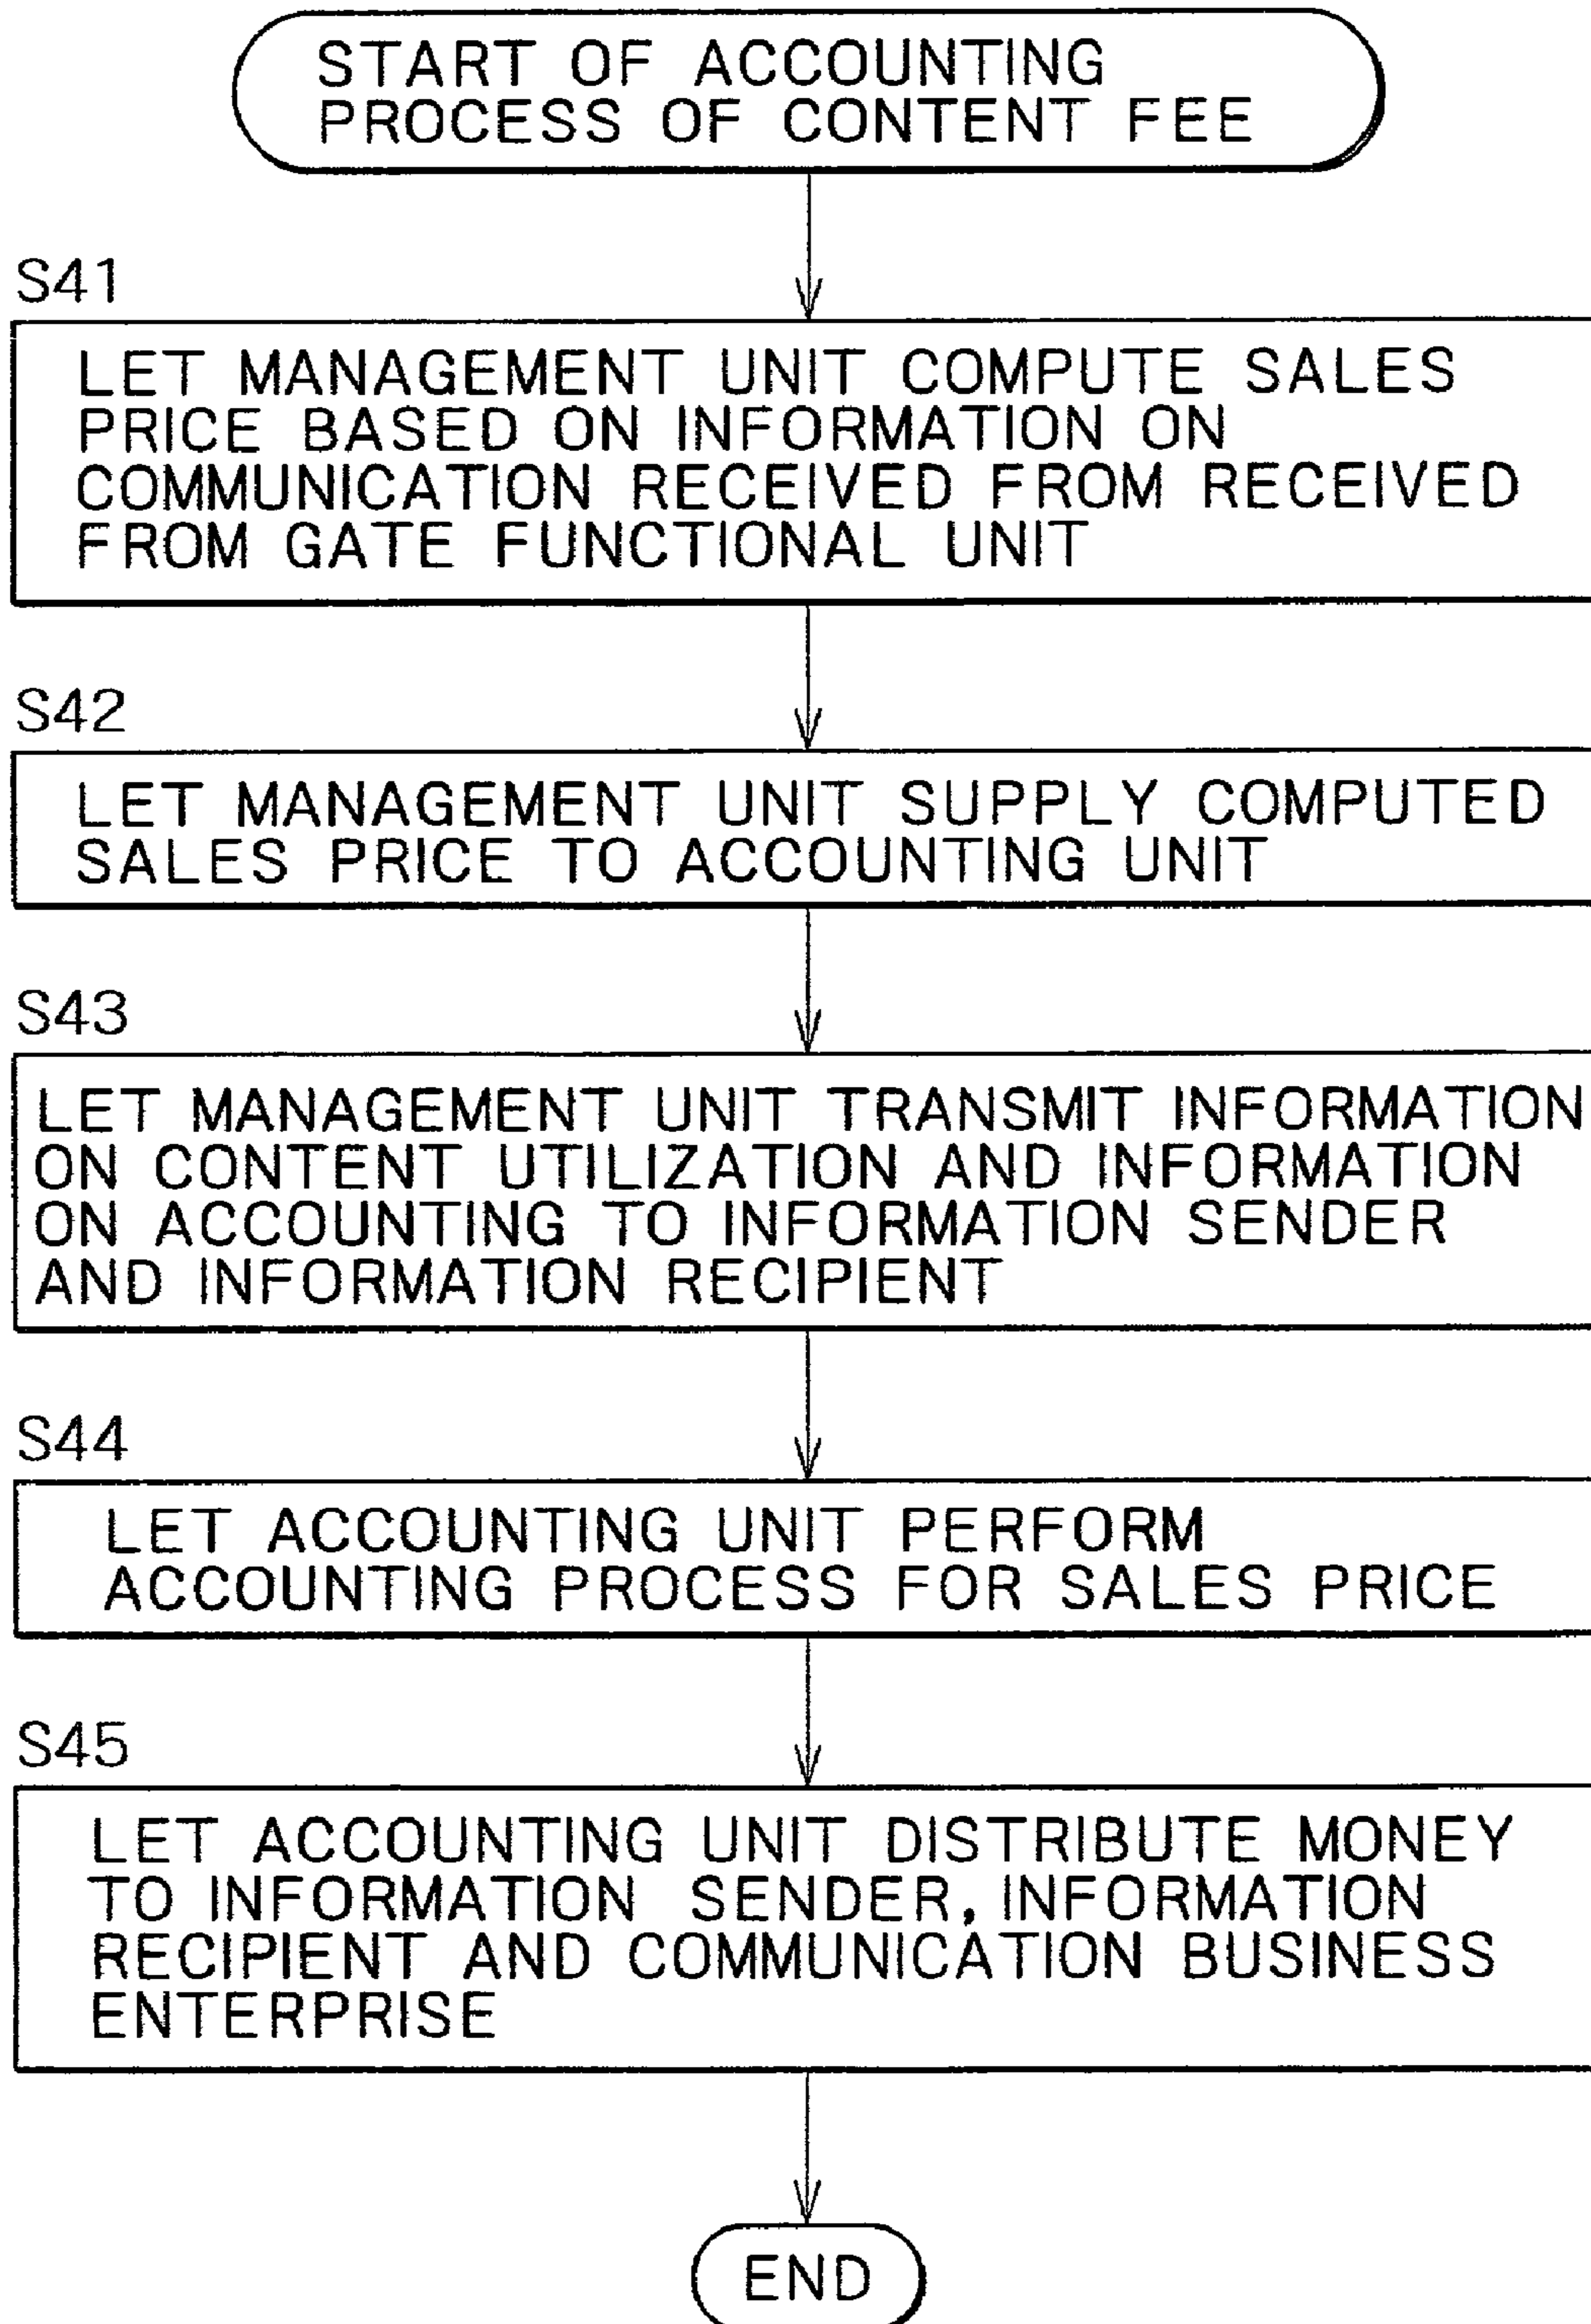 START OF ACCOUNTING
PROCESS OF CONTENT FEE
S41
LET MANAGEMENT UNIT COMPUTE SALES
PRICE BASED ON INFORMATION ON
COMMUNICATION RECEIVED FROM RECEIVED
FROM GATE FUNCTIONAL UNIT
S42
LET MANAGEMENT UNIT SUPPLY COMPUTED
SALES PRICE TO ACCOUNTING UNIT
S43
LET MANAGEMENT UNIT TRANSMIT INFORMATION
ON CONTENT UTILIZATION AND INFORMATION
ON ACCOUNTING TO INFORMATION SENDER
AND INFORMATION RECIPIENT
S44
LET ACCOUNTING UNIT PERFORM
ACCOUNTING PROCESS FOR SALES PRICE
S45
LET ACCOUNTING UNIT DISTRIBUTE MONEY
TO INFORMATION SENDER, INFORMATION
RECIPIENT AND COMMUNICATION BUSINESS
ENTERPRISE
END